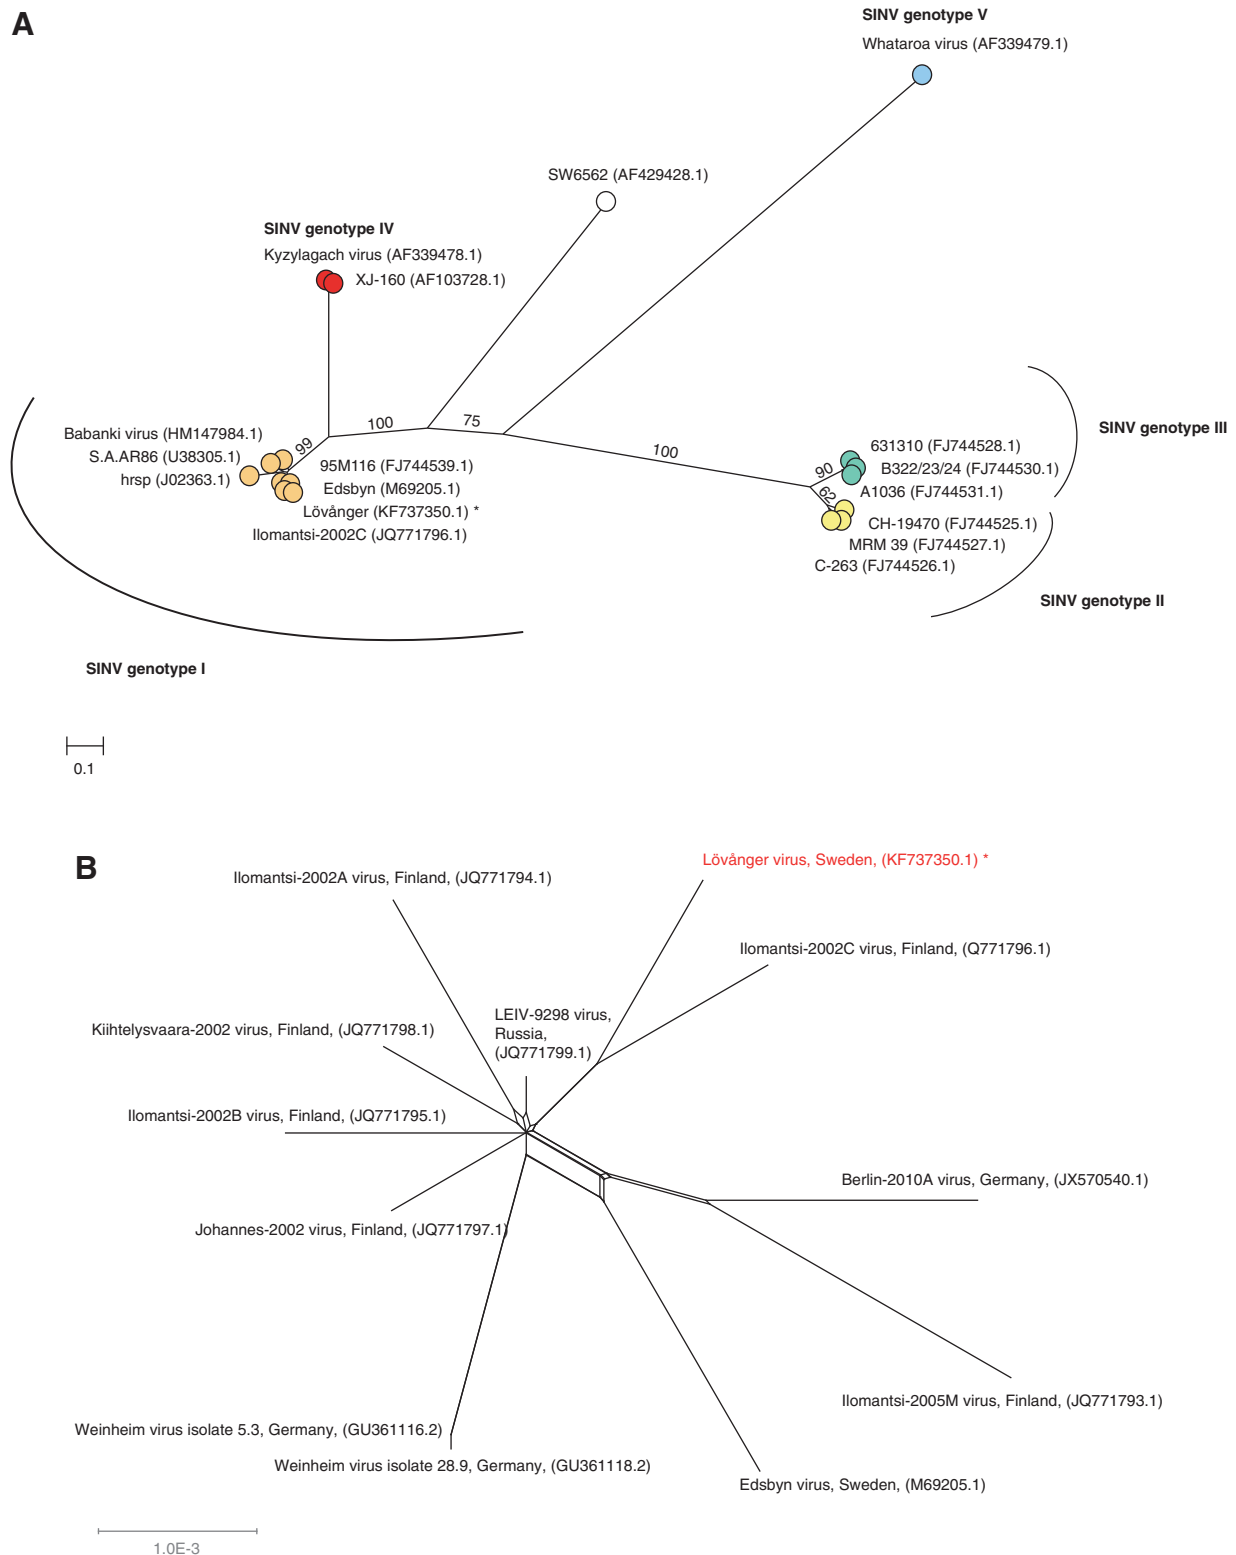 A
SINV genotype V
Whataroa virus (AF339479.1)
SW6562 (AF429428.1)
SINV genotype IV
Kyzylagach virus (AF339478.1)
XJ-160 (AF103728.1)
100
75
99
100
90
62
Babanki virus (HM147984.1)
S.A.AR86 (U38305.1)
hrsp (J02363.1)
95M116 (FJ744539.1)
Edsbyn (M69205.1)
Lövånger (KF737350.1) *
Ilomantsi-2002C (JQ771796.1)
631310 (FJ744528.1)
B322/23/24 (FJ744530.1)
A1036 (FJ744531.1)
SINV genotype III
CH-19470 (FJ744525.1)
MRM 39 (FJ744527.1)
C-263 (FJ744526.1)
SINV genotype II
SINV genotype I
0.1
B
Lövånger virus, Sweden, (KF737350.1) *
Ilomantsi-2002A virus, Finland, (JQ771794.1)
Ilomantsi-2002C virus, Finland, (Q771796.1)
LEIV-9298 virus,
Russia,
(JQ771799.1)
Kiihtelysvaara-2002 virus, Finland, (JQ771798.1)
Ilomantsi-2002B virus, Finland, (JQ771795.1)
Berlin-2010A virus, Germany, (JX570540.1)
Johannes-2002 virus, Finland, (JQ771797.1)
Ilomantsi-2005M virus, Finland, (JQ771793.1)
Weinheim virus isolate 5.3, Germany, (GU361116.2)
Weinheim virus isolate 28.9, Germany, (GU361118.2)
Edsbyn virus, Sweden, (M69205.1)
1.0E-3